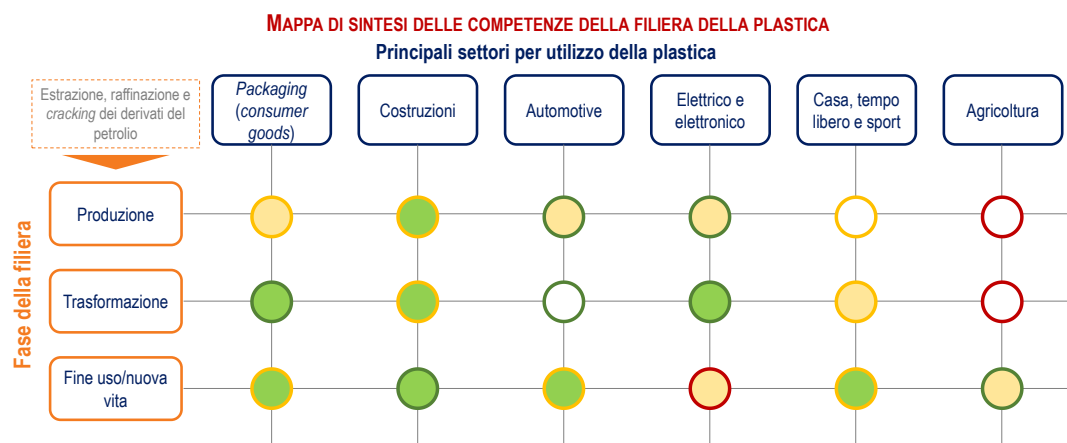 MAPPA DI SINTESI DELLE COMPETENZE DELLA FILIERA DELLA PLASTICA
Principali settori per utilizzo della plastica
Estrazione, raffinazione e
cracking dei derivati del
petrolio
Packaging
(consumer
goods)
Costruzioni
Automotive
Elettrico e
elettronico
Casa, tempo
libero e sport
Agricoltura
Fase della filiera
Produzione
Trasformazione
Fine uso/nuova
vita